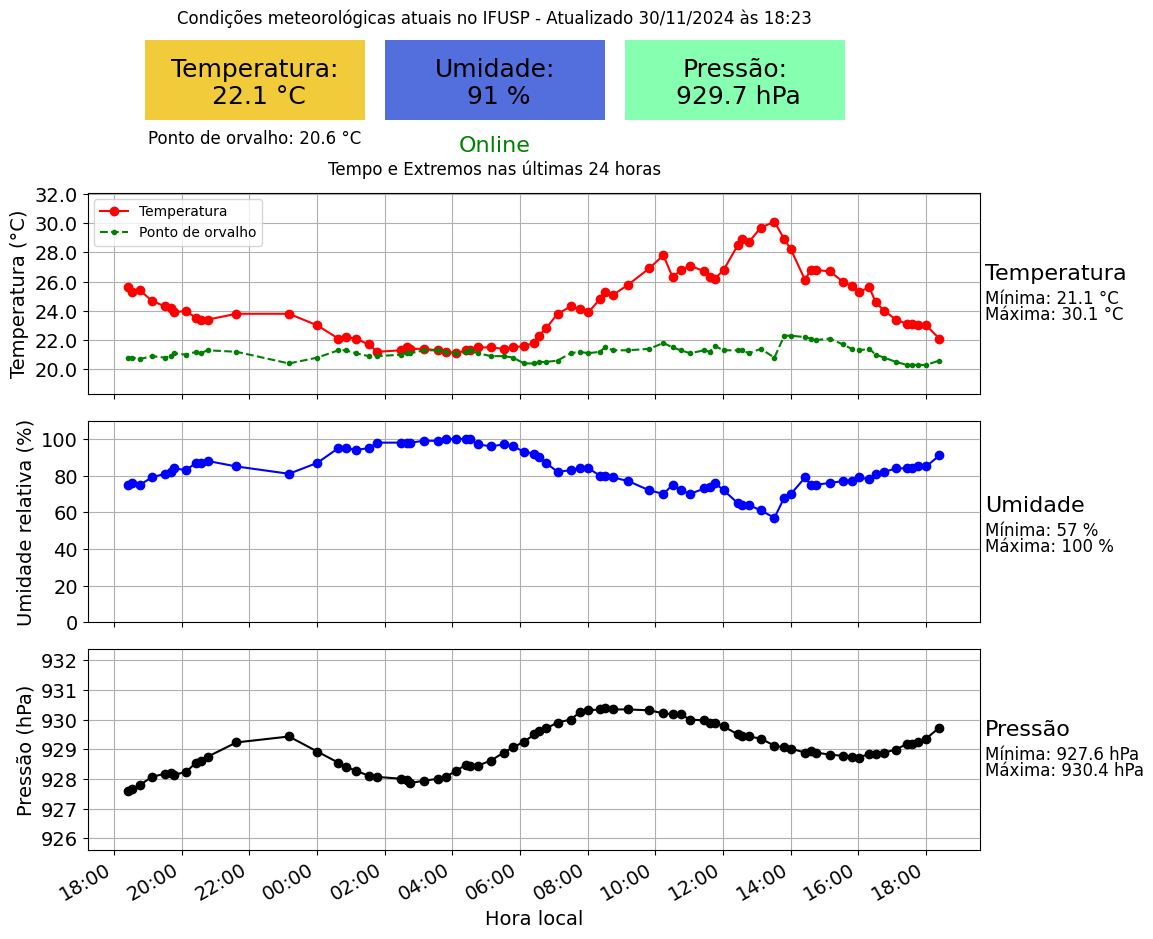 Condições meteorológicas atuais no IFUSP - Atualizado 30/11/2024 às 18:23
Temperatura:
22.1 °C
Umidade:
91 %
Pressão:
929.7 hPa
Ponto de orvalho: 20.6 °C
Online
Tempo e Extremos nas últimas 24 horas
Temperatura (°C)
32.0
30.0
28.0
26.0
24.0
22.0
20.0
Temperatura
Ponto de orvalho
Temperatura
Mínima: 21.1 °C
Máxima: 30.1 °C
Umidade relativa (%)
100
80
60
40
20
0
Umidade
Mínima: 57 %
Máxima: 100 %
Pressão (hPa)
932
931
930
929
928
927
926
Pressão
Mínima: 927.6 hPa
Máxima: 930.4 hPa
18:00 20:00 22:00 00:00 02:00 04:00 06:00 08:00 10:00 12:00 14:00 16:00 18:00
Hora local